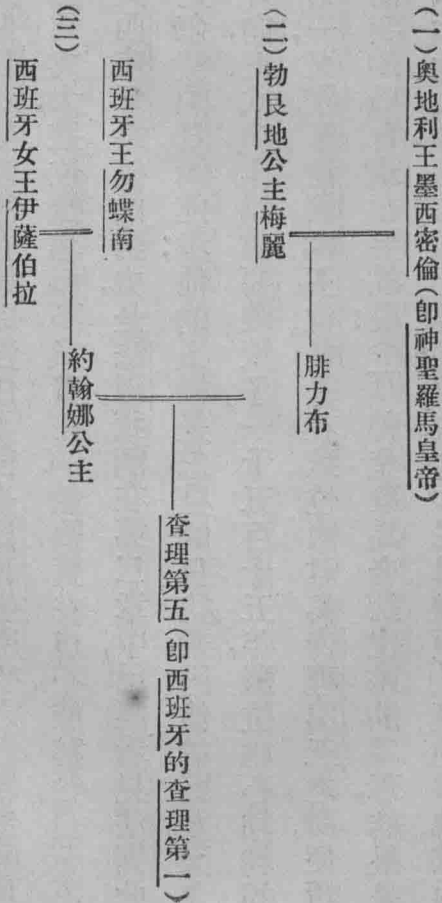 (一)奧地利王墨西密倫(卽神聖羅馬皇帝)
(二)勃艮地公主梅麗
腓力布
(三)
西班牙王勿蝶南
西班牙女王伊薩伯拉
約翰娜公主
查理第五(卽西班牙的查理第一)